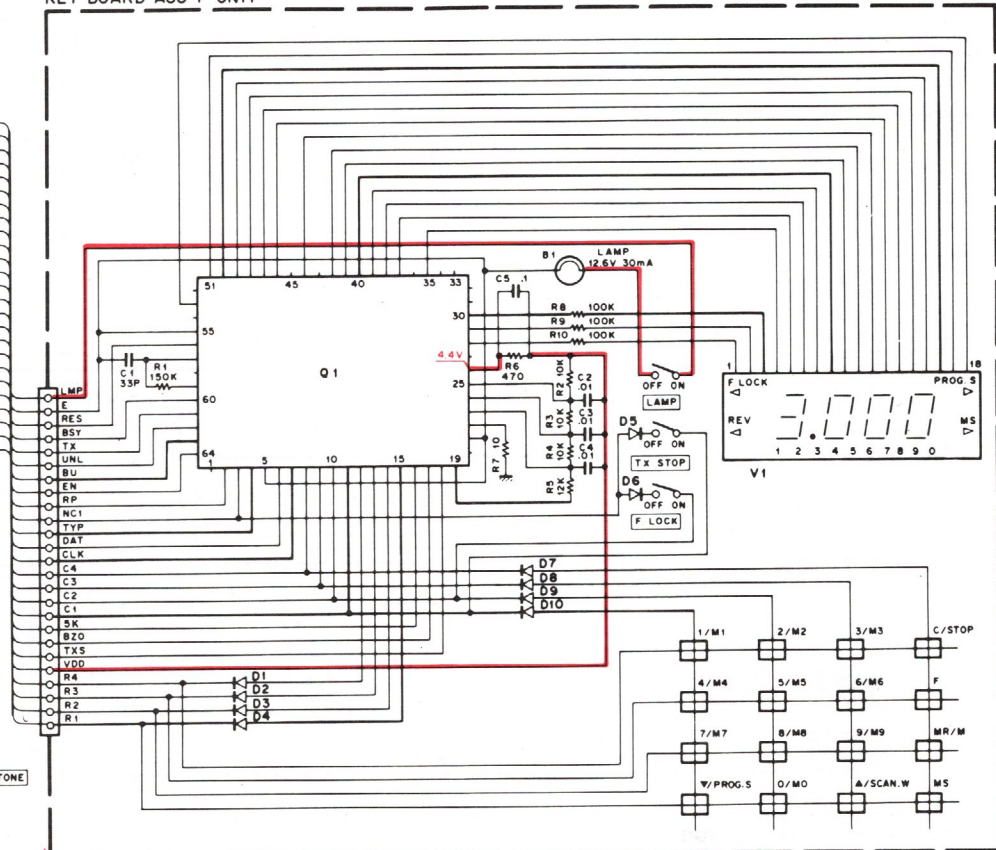 KEY BOARD ASS'Y UNIT
51
45
40
35
33
B1
LAMP
12.6V 30mA
C5 .1
30
R8 100K
R9 100K
R10 100K
55
4.4V
R6
470
C1
33P
R1
150K
Q1
25
R2 10K
C2
.01
R3
10K
C3
.01
R4
10K
C4
.01
R5
12K
R7 10
60
64
1
5
15
19
OFF ON
LAMP
D5
OFF ON
TX STOP
D6
OFF ON
F LOCK
1
18
F LOCK
PROG.S
REV
MS
3.000
1 2 3 4 5 6 7 8 9 0
V1
LMP
E
RES
BSY
TX
UNL
BU
EN
RP
NC1
TYP
DAT
CLK
C4
C3
C2
C1
5K
BZO
TXS
VDD
R4
R3
R2
R1
D7
D8
D9
D10
D1
D2
D3
D4
1/M1
2/M2
3/M3
C/STOP
4/M4
5/M5
6/M6
F
7/M7
8/M8
9/M9
MR/M
▼/PROG.S
0/M0
▲/SCAN.W
MS
TONE